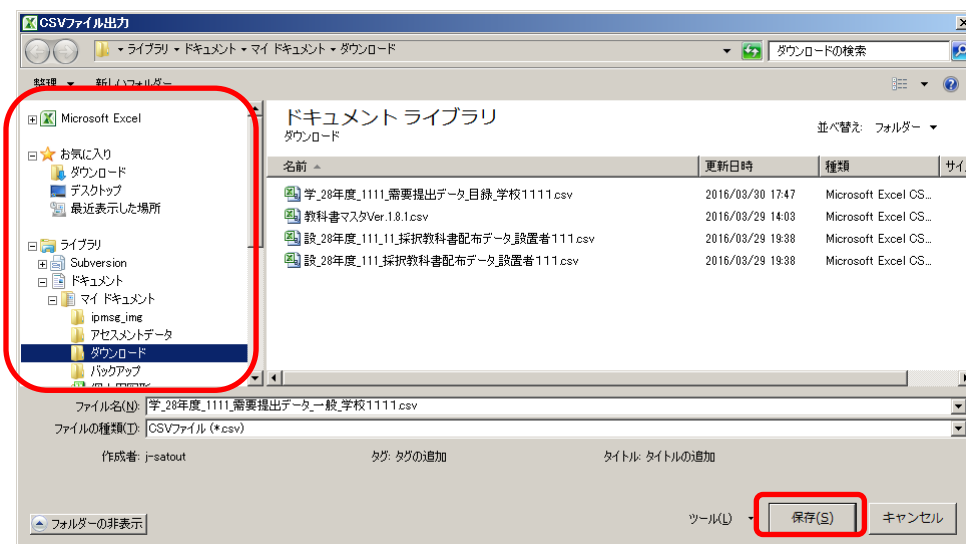 CSVファイル出力
ライブラリ ▾ ドキュメント ▾ マイ ドキュメント ▾ ダウンロード
ダウンロードの検索
整理 ▼ 新しいフォルダー
Microsoft Excel
お気に入り
ダウンロード
デスクトップ
最近表示した場所
ライブラリ
Subversion
ドキュメント
マイ ドキュメント
ipmsg_img
アセスメントデータ
ダウンロード
バックアップ
ドキュメント ライブラリ
ダウンロード
並べ替え: フォルダー ▼
名前 更新日時 種類 サイ
学_28年度_1111_需要提出データ_目録_学校1111.csv 2016/03/30 17:47 Microsoft Excel CS...
教科書マスタVer.1.8.1.csv 2016/03/29 14:03 Microsoft Excel CS...
設_28年度_111_11_採択教科書配布データ_設置者111.csv 2016/03/29 19:38 Microsoft Excel CS...
設_28年度_111_採択教科書配布データ_設置者111.csv 2016/03/29 19:38 Microsoft Excel CS...
ファイル名(N): 学_28年度_1111_需要提出データ_一般_学校1111.csv
ファイルの種類(T): CSVファイル (*.csv)
作成者: j-satout タグ: タグの追加 タイトル: タイトルの追加
フォルダーの非表示
ツール(L) ▾ 保存(S) キャンセル